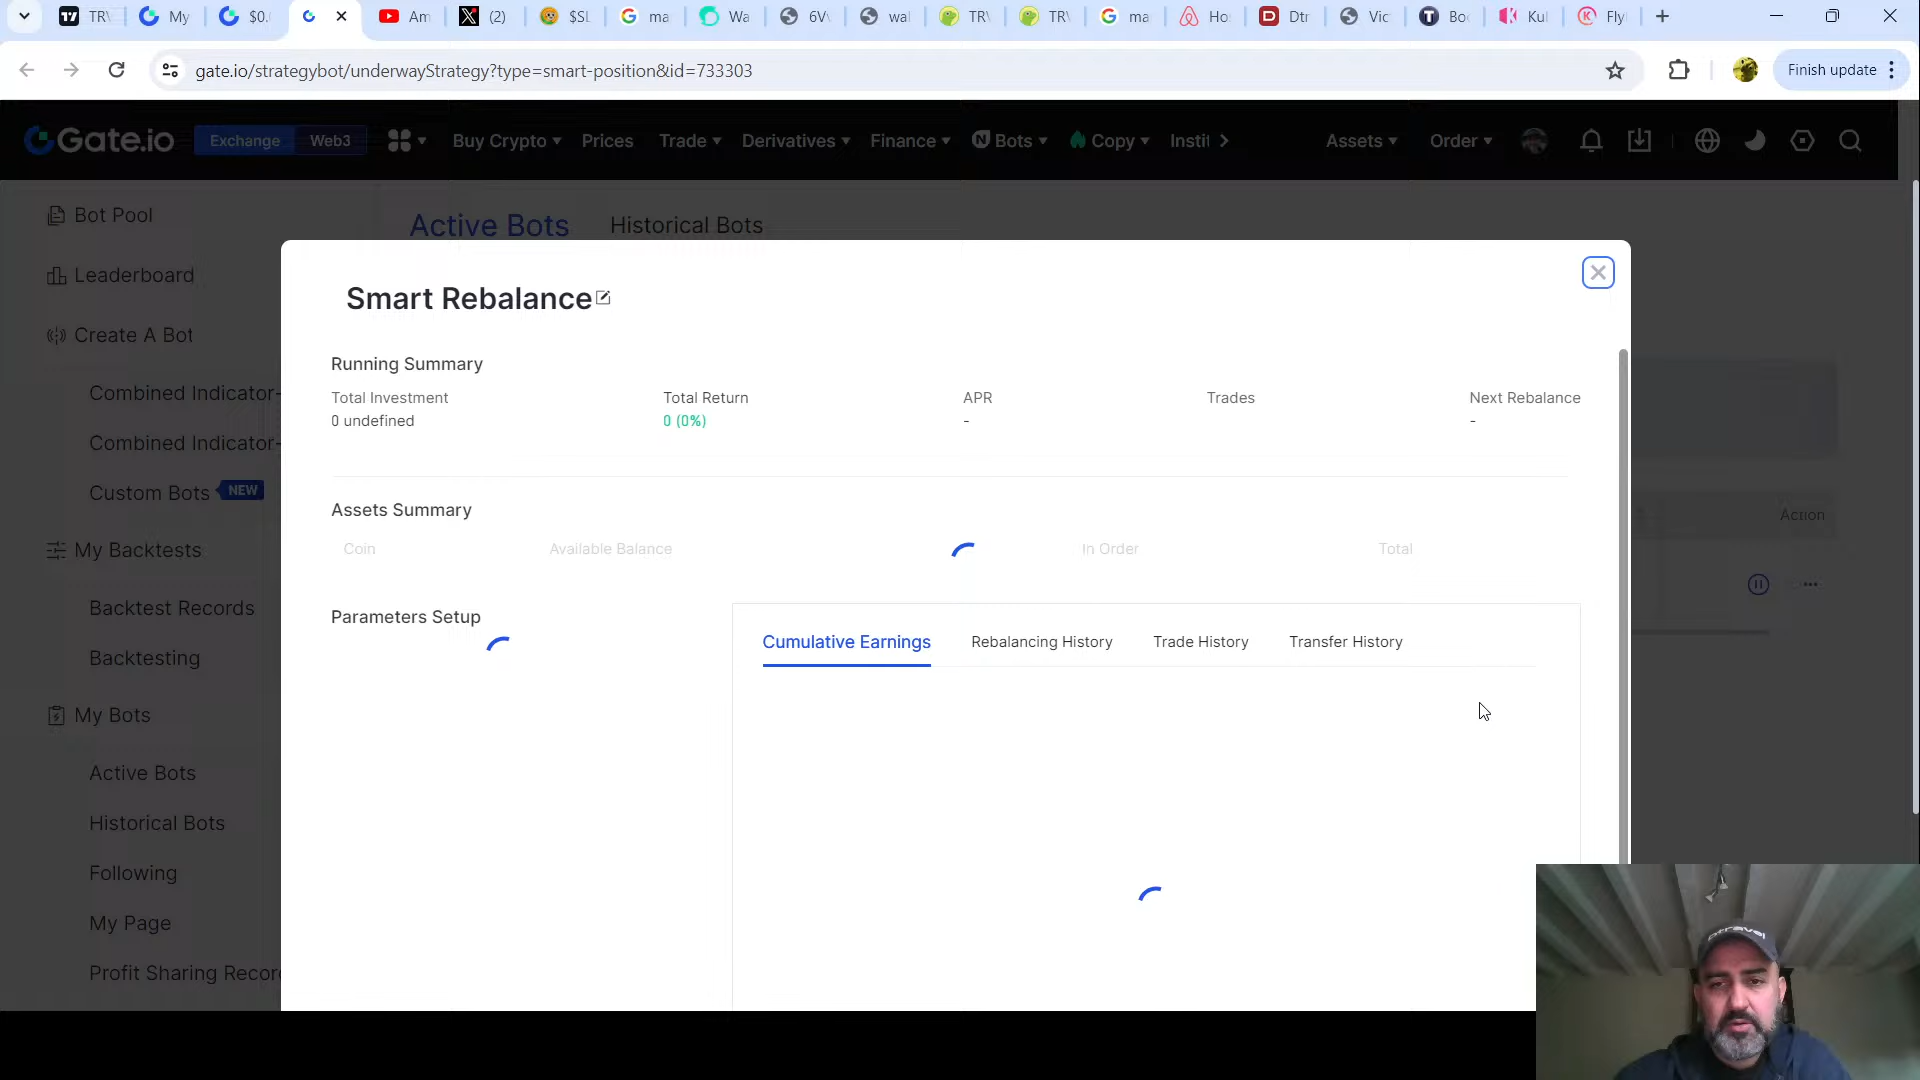 TRV
My
$0.
Am
(2)
$SL
ma
Wa
6V
wal
TRV
TRV
ma
Ho
Dtr
Vic
Bo
Kul
Fly
gate.io/strategybot/underwayStrategy?type=smart-position&id=733303
Finish update
Gate.io
Exchange
Web3
Buy Crypto
Prices
Trade
Derivatives
Finance
Bots
Copy
Instit
Assets
Order
Bot Pool
Leaderboard
Create A Bot
Combined Indicator-
Combined Indicator-
Custom Bots NEW
My Backtests
Backtest Records
Backtesting
My Bots
Active Bots
Historical Bots
Following
My Page
Profit Sharing Recor
Active Bots
Historical Bots
Action
Smart Rebalance
Running Summary
Total Investment
0 undefined
Total Return
0 (0%)
APR
-
Trades
Next Rebalance
-
Assets Summary
Coin
Available Balance
In Order
Total
Parameters Setup
Cumulative Earnings
Rebalancing History
Trade History
Transfer History